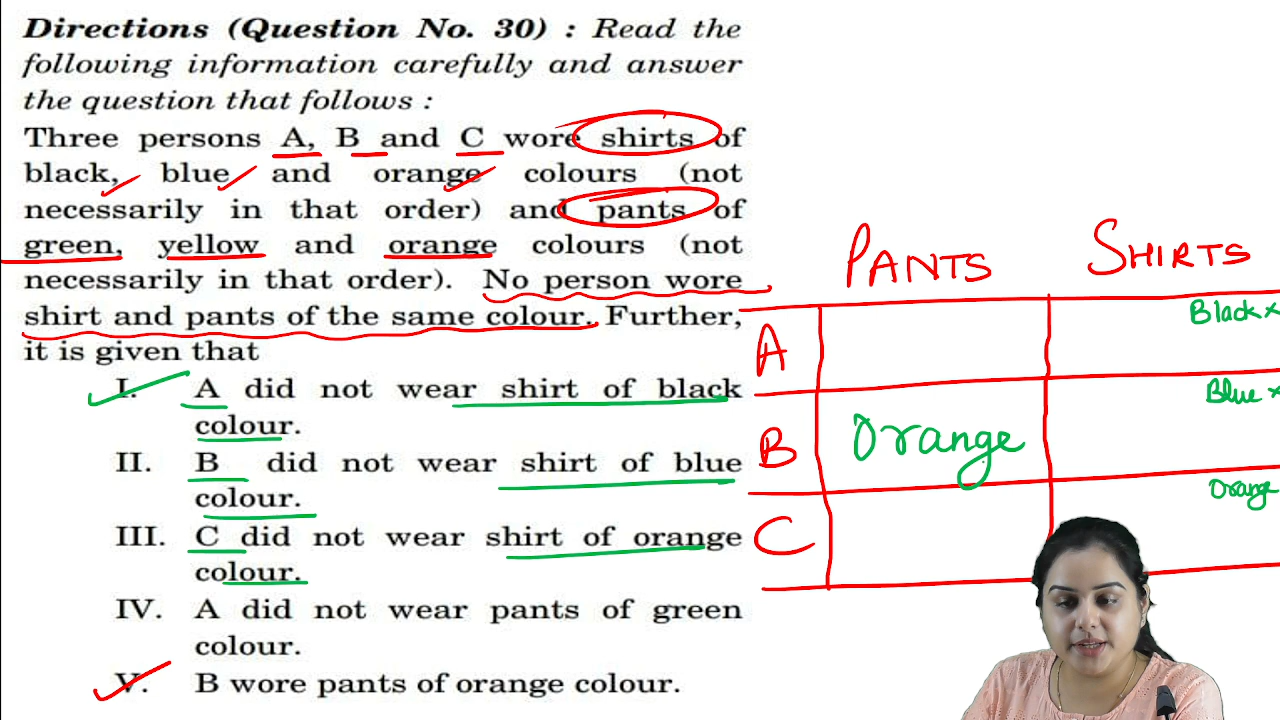 Directions (Question No. 30) : Read the
following information carefully and answer
the question that follows :
Three persons A, B and C wore shirts of
black, blue and orange colours (not
necessarily in that order) and pants of
green, yellow and orange colours (not
necessarily in that order). No person wore
shirt and pants of the same colour. Further,
it is given that
I. A did not wear shirt of black
colour.
II. B did not wear shirt of blue
colour.
III. C did not wear shirt of orange
colour.
IV. A did not wear pants of green
colour.
V. B wore pants of orange colour.
PANTS SHIRTS
A Black ×
B Orange Blue ×
C Orange